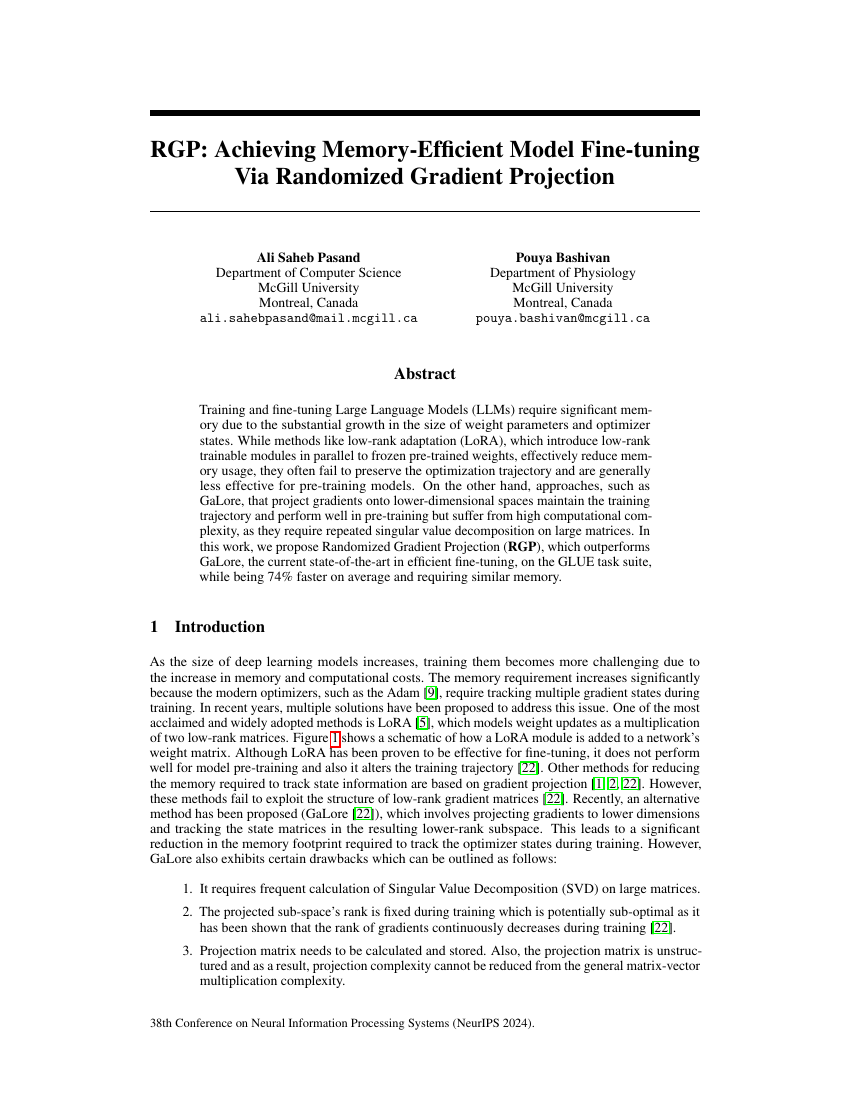 RGP: Achieving Memory-Efficient Model Fine-tuning
Via Randomized Gradient Projection
Ali Saheb Pasand
Department of Computer Science
McGill University
Montreal, Canada
ali.sahebpasand@mail.mcgill.ca
Pouya Bashivan
Department of Physiology
McGill University
Montreal, Canada
pouya.bashivan@mcgill.ca
Abstract
Training and fine-tuning Large Language Models (LLMs) require significant mem-
ory due to the substantial growth in the size of weight parameters and optimizer
states. While methods like low-rank adaptation (LoRA), which introduce low-rank
trainable modules in parallel to frozen pre-trained weights, effectively reduce mem-
ory usage, they often fail to preserve the optimization trajectory and are generally
less effective for pre-training models. On the other hand, approaches, such as
GaLore, that project gradients onto lower-dimensional spaces maintain the training
trajectory and perform well in pre-training but suffer from high computational com-
plexity, as they require repeated singular value decomposition on large matrices. In
this work, we propose Randomized Gradient Projection (RGP), which outperforms
GaLore, the current state-of-the-art in efficient fine-tuning, on the GLUE task suite,
while being 74% faster on average and requiring similar memory.
1 Introduction
As the size of deep learning models increases, training them becomes more challenging due to
the increase in memory and computational costs. The memory requirement increases significantly
because the modern optimizers, such as the Adam [9], require tracking multiple gradient states during
training. In recent years, multiple solutions have been proposed to address this issue. One of the most
acclaimed and widely adopted methods is LoRA [5], which models weight updates as a multiplication
of two low-rank matrices. Figure 1 shows a schematic of how a LoRA module is added to a network's
weight matrix. Although LoRA has been proven to be effective for fine-tuning, it does not perform
well for model pre-training and also it alters the training trajectory [22]. Other methods for reducing
the memory required to track state information are based on gradient projection [1, 2, 22]. However,
these methods fail to exploit the structure of low-rank gradient matrices [22]. Recently, an alternative
method has been proposed (GaLore [22]), which involves projecting gradients to lower dimensions
and tracking the state matrices in the resulting lower-rank subspace. This leads to a significant
reduction in the memory footprint required to track the optimizer states during training. However,
GaLore also exhibits certain drawbacks which can be outlined as follows:
1. It requires frequent calculation of Singular Value Decomposition (SVD) on large matrices.
2. The projected sub-space's rank is fixed during training which is potentially sub-optimal as it
has been shown that the rank of gradients continuously decreases during training [22].
3. Projection matrix needs to be calculated and stored. Also, the projection matrix is unstruc-
tured and as a result, projection complexity cannot be reduced from the general matrix-vector
multiplication complexity.
38th Conference on Neural Information Processing Systems (NeurIPS 2024).